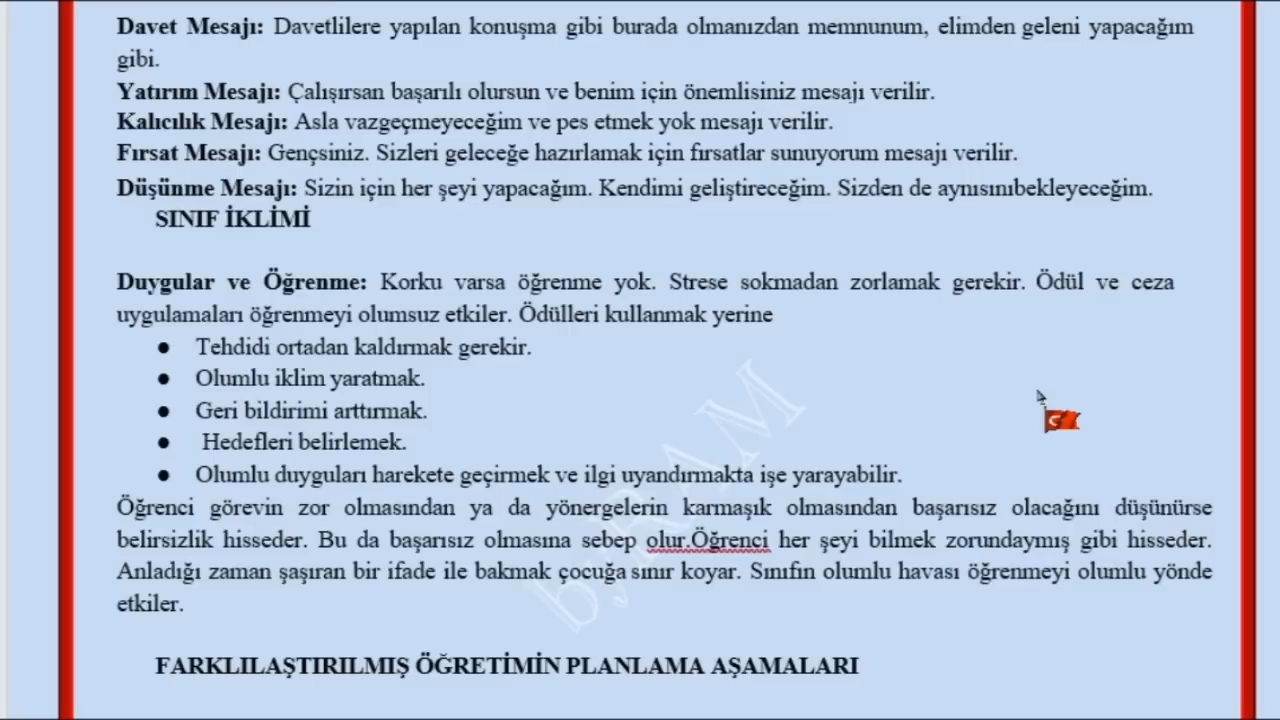 Davet Mesajı: Davetlilere yapılan konuşma gibi burada olmanızdan memnunum, elimden geleni yapacağım
gibi.
Yatırım Mesajı: Çalışırsan başarılı olursun ve benim için önemlisiniz mesajı verilir.
Kalıcılık Mesajı: Asla vazgeçmeyeceğim ve pes etmek yok mesajı verilir.
Fırsat Mesajı: Gençsiniz. Sizleri geleceğe hazırlamak için fırsatlar sunuyorum mesajı verilir.
Düşünme Mesajı: Sizin için her şeyi yapacağım. Kendimi geliştireceğim. Sizden de aynısınıbekleyeceğim.
SINIF İKLİMİ
Duygular ve Öğrenme: Korku varsa öğrenme yok. Strese sokmadan zorlamak gerekir. Ödül ve ceza
uygulamaları öğrenmeyi olumsuz etkiler. Ödülleri kullanmak yerine
● Tehdidi ortadan kaldırmak gerekir.
● Olumlu iklim yaratmak.
● Geri bildirimi arttırmak.
● Hedefleri belirlemek.
● Olumlu duyguları harekete geçirmek ve ilgi uyandırmakta işe yarayabilir.
Öğrenci görevin zor olmasından ya da yönergelerin karmaşık olmasından başarısız olacağını düşünürse
belirsizlik hisseder. Bu da başarısız olmasına sebep olur.Öğrenci her şeyi bilmek zorundaymış gibi hisseder.
Anladığı zaman şaşıran bir ifade ile bakmak çocuğa sınır koyar. Sınıfın olumlu havası öğrenmeyi olumlu yönde
etkiler.
byRAM
FARKLILAŞTIRILMIŞ ÖĞRETİMİN PLANLAMA AŞAMALARI